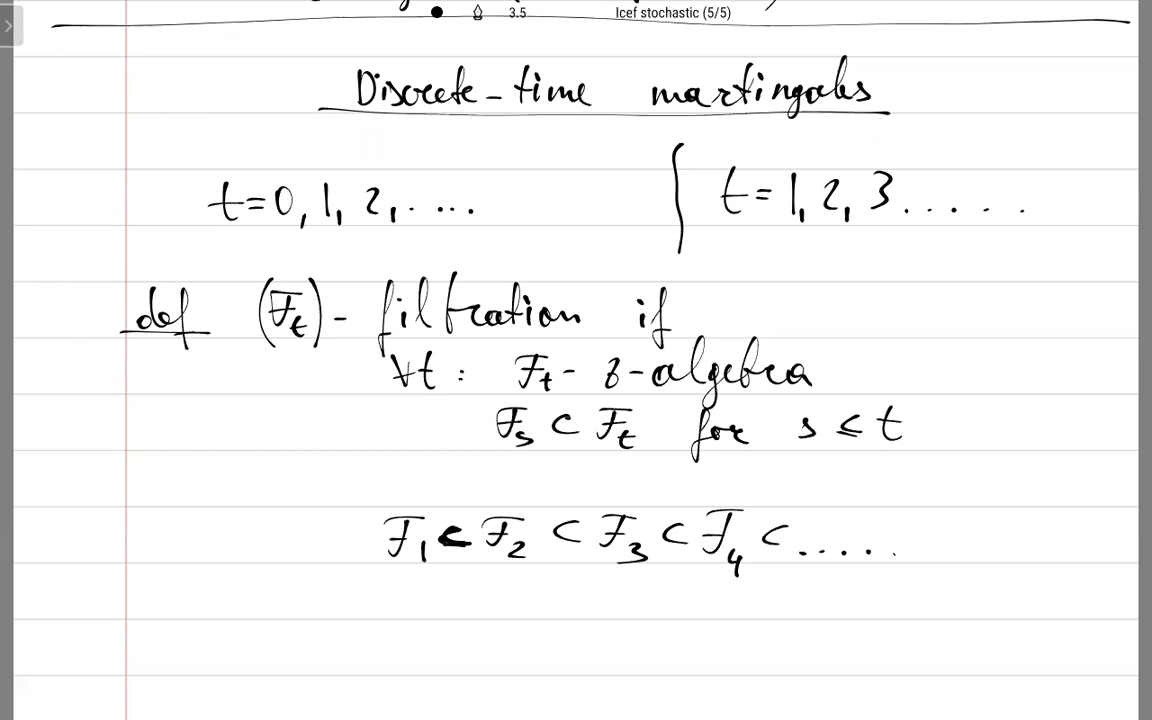 3.5 Icef stochastic (5/5)
Discrete-time martingales
t=0, 1, 2, .... { t = 1, 2, 3 ......
def (ℱt) - filtration if
∀t : ℱt - σ-algebra
ℱs ⊂ ℱt for s ≤ t
ℱ1 ⊂ ℱ2 ⊂ ℱ3 ⊂ ℱ4 ⊂ .....